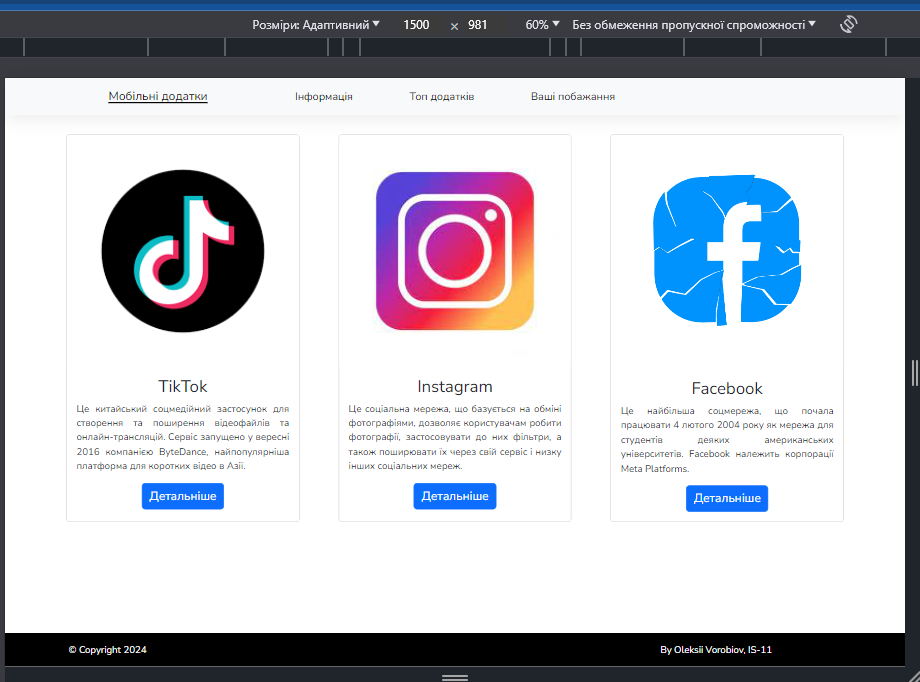 Розміри: Адаптивний 1500 × 981 60% Без обмеження пропускної спроможності
Мобільні додатки Інформація Топ додатків Ваші побажання
TikTok
Це китайський соцмедійний застосунок для
створення та поширення відеофайлів та
онлайн-трансляцій. Сервіс запущено у вересні
2016 компанією ByteDance, найпопулярніша
платформа для коротких відео в Азії.
Детальніше
Instagram
Це соціальна мережа, що базується на обміні
фотографіями, дозволяє користувачам робити
фотографії, застосовувати до них фільтри, а
також поширювати їх через свій сервіс і низку
інших соціальних мереж.
Детальніше
Facebook
Це найбільша соцмережа, що почала
працювати 4 лютого 2004 року як мережа для
студентів деяких американських
університетів. Facebook належить корпорації
Meta Platforms.
Детальніше
© Copyright 2024 By Oleksii Vorobiov, IS-11